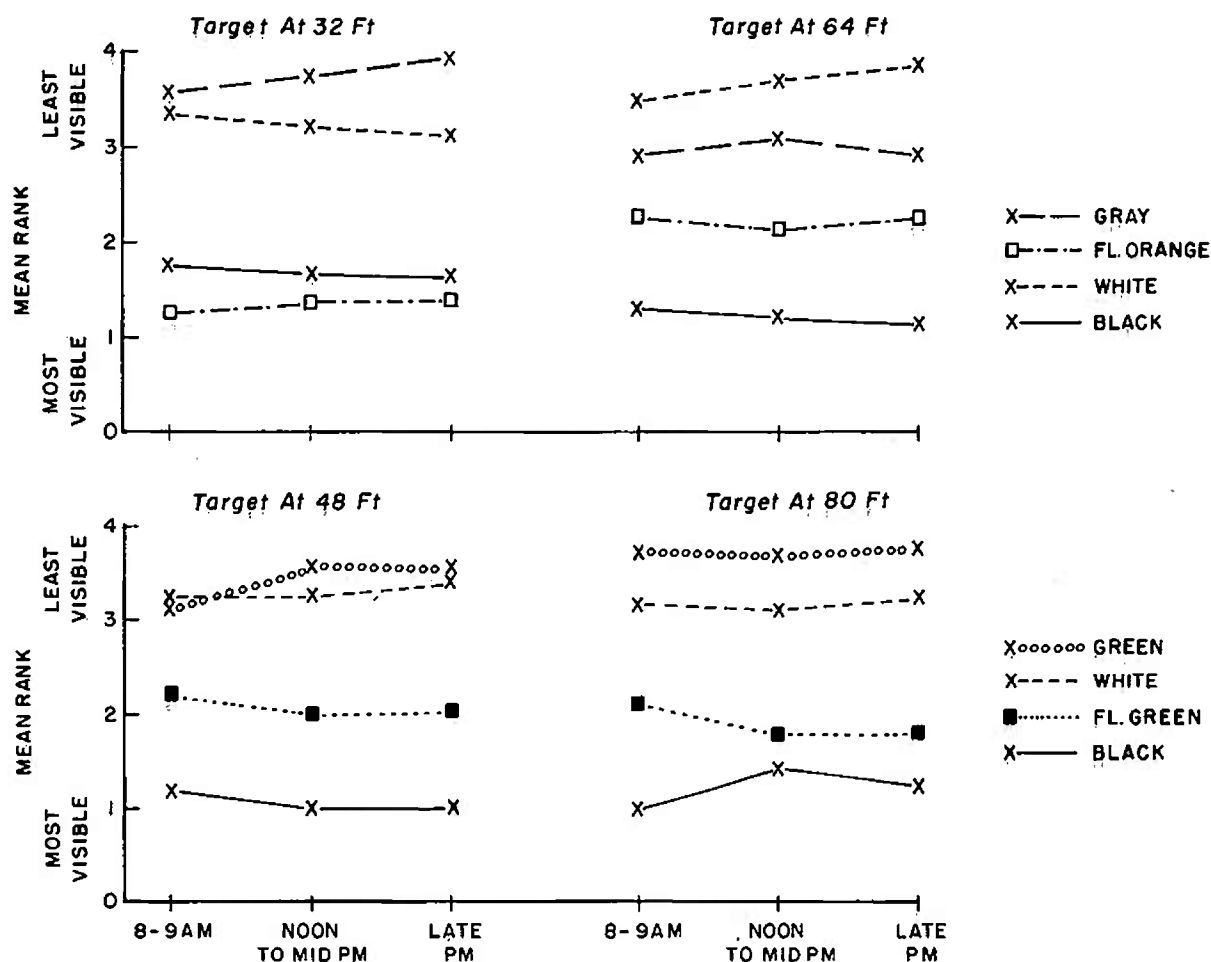 Target At 32 Ft
Target At 64 Ft
LEAST
VISIBLE
MEAN RANK
MOST
VISIBLE
4
3
2
1
0
X— — GRAY
□-·-·- FL. ORANGE
X---- WHITE
X—— BLACK
Target At 48 Ft
Target At 80 Ft
LEAST
VISIBLE
MEAN RANK
MOST
VISIBLE
4
3
2
1
0
8-9AM
NOON
TO MID PM
LATE
PM
8-9AM
NOON
TO MID PM
LATE
PM
Xoooooo GREEN
X---- WHITE
■······ FL. GREEN
X—— BLACK